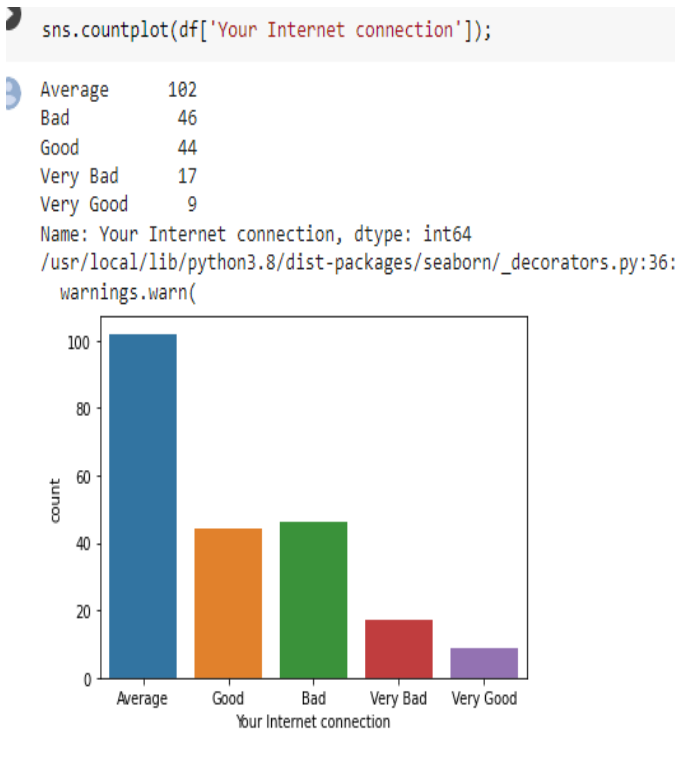 sns.countplot(df['Your Internet connection']);
Average 102
Bad 46
Good 44
Very Bad 17
Very Good 9
Name: Your Internet connection, dtype: int64
/usr/local/lib/python3.8/dist-packages/seaborn/_decorators.py:36:
warnings.warn(
100
80
60
40
20
0
count
Average Good Bad Very Bad Very Good
Your Internet connection